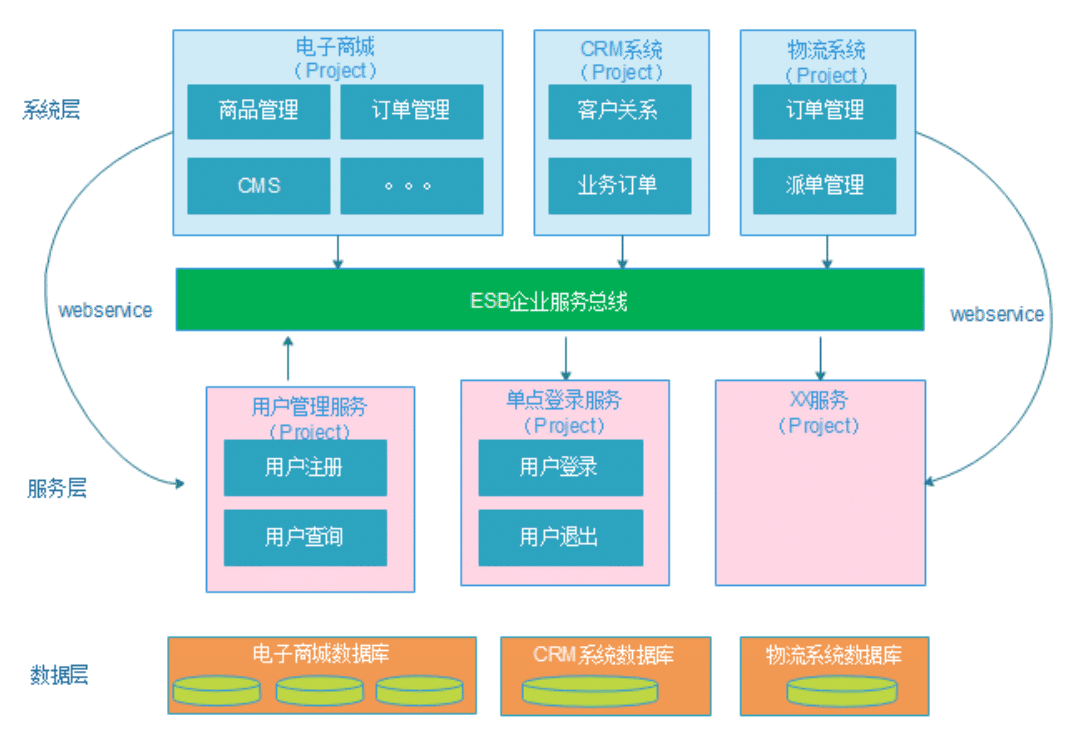 电子商城
（Project）
CRM系统
（Project）
物流系统
（Project）
系统层
商品管理
订单管理
客户关系
订单管理
CMS
。。。
业务订单
派单管理
webservice
ESB企业服务总线
webservice
用户管理服务
（Project）
单点登录服务
（Project）
XX服务
（Project）
用户注册
用户登录
服务层
用户查询
用户退出
电子商城数据库
CRM系统数据库
物流系统数据库
数据层